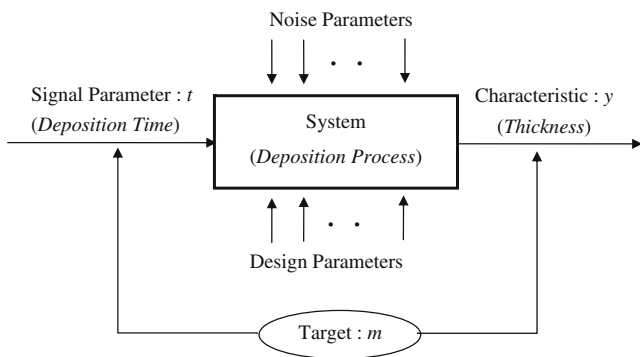 Noise Parameters
Signal Parameter : t
(Deposition Time)
System
(Deposition Process)
Characteristic : y
(Thickness)
Design Parameters
Target : m